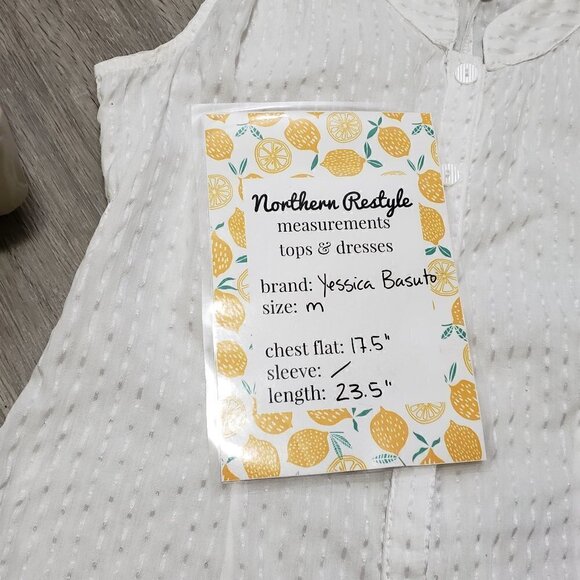 Northern Restyle
measurements
tops & dresses
brand: Yessica Basuto
size: m
chest flat: 17.5"
sleeve: /
length: 23.5"